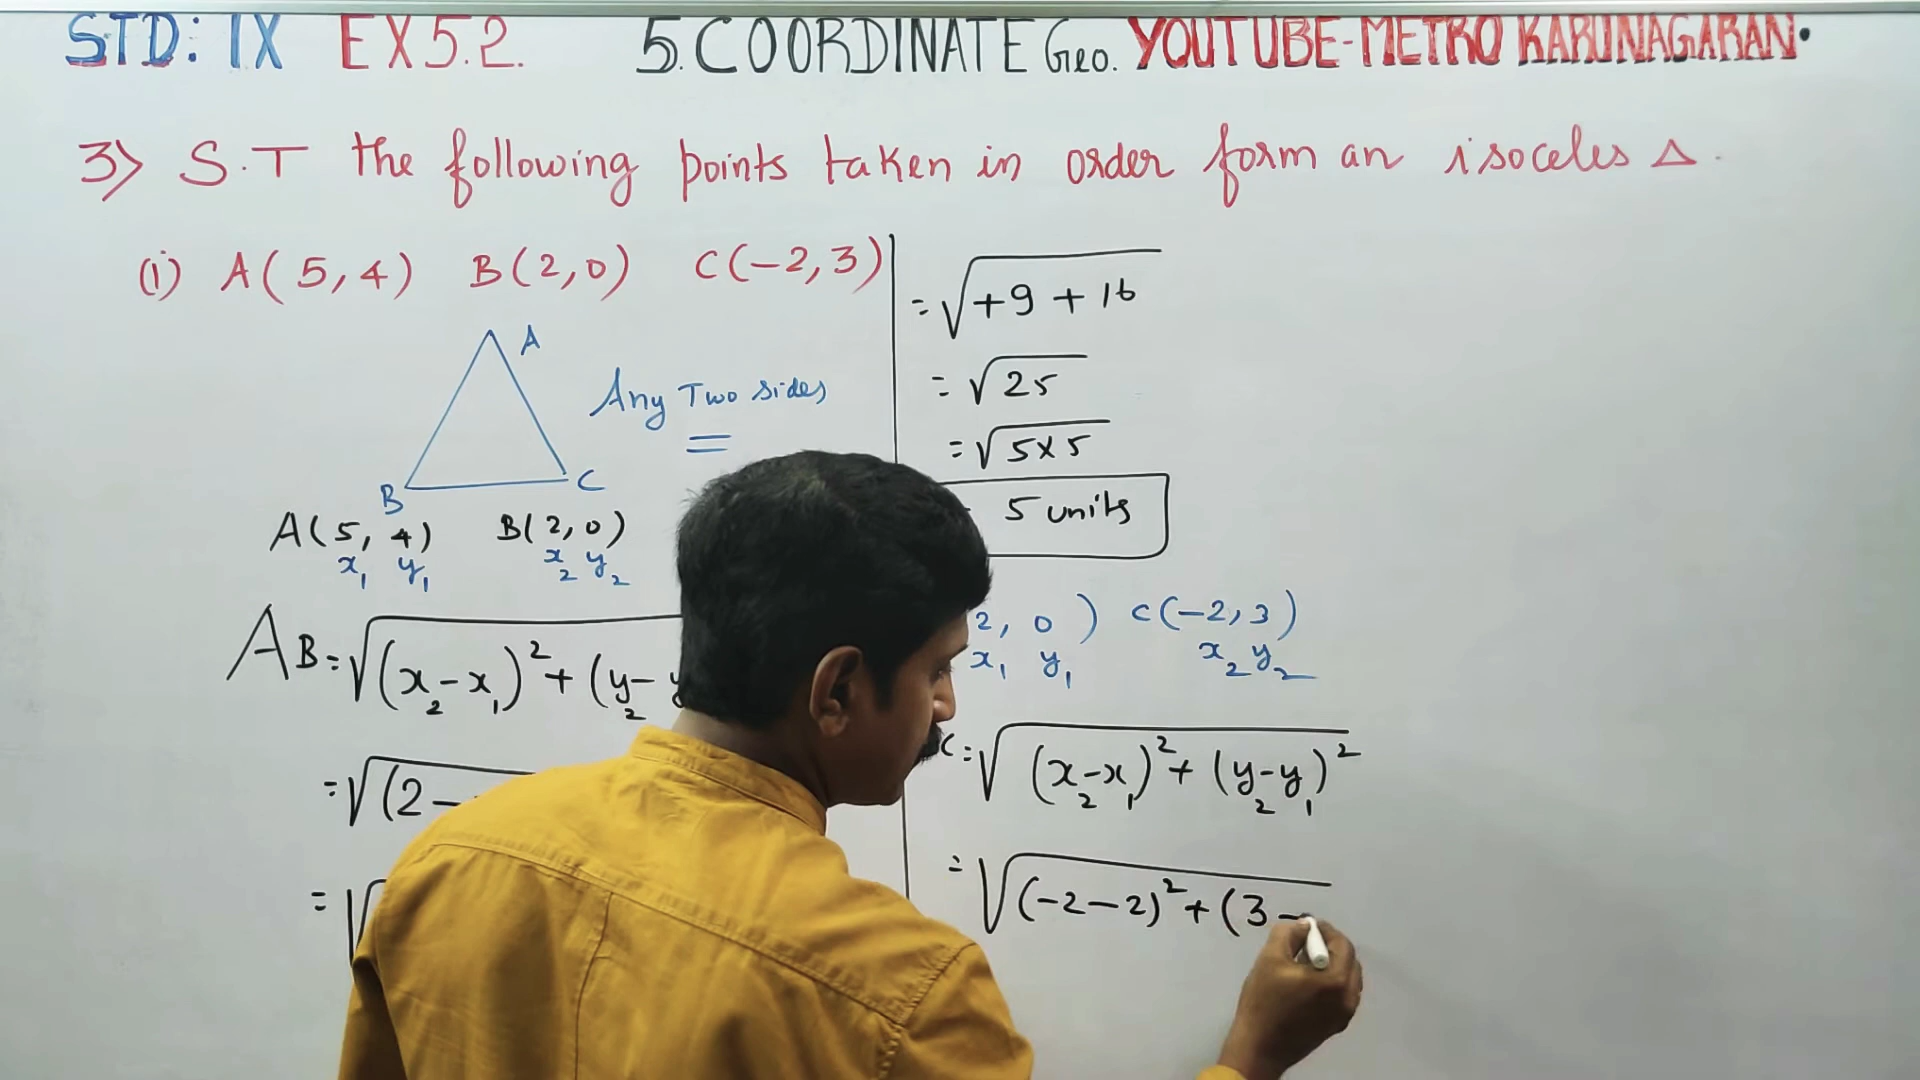 STD: IX EX 5.2. 5. COORDINATE Geo. YOUTUBE-METRO KARUNAGARAN.
3) S.T the following points taken in order form an isoceles △.
(i) A(5,4) B(2,0) C(-2,3)
A
B
C
Any Two sides
=
A(5, 4) B(2, 0)
x₁ y₁ x₂ y₂
AB = √(x₂-x₁)² + (y₂-
= √(2-
= √
= √+9 + 16
= √25
= √5×5
5 units
2, 0) C(-2, 3)
x₁ y₁ x₂ y₂
C = √(x₂-x₁)² + (y₂-y₁)²
= √(-2-2)² + (3-